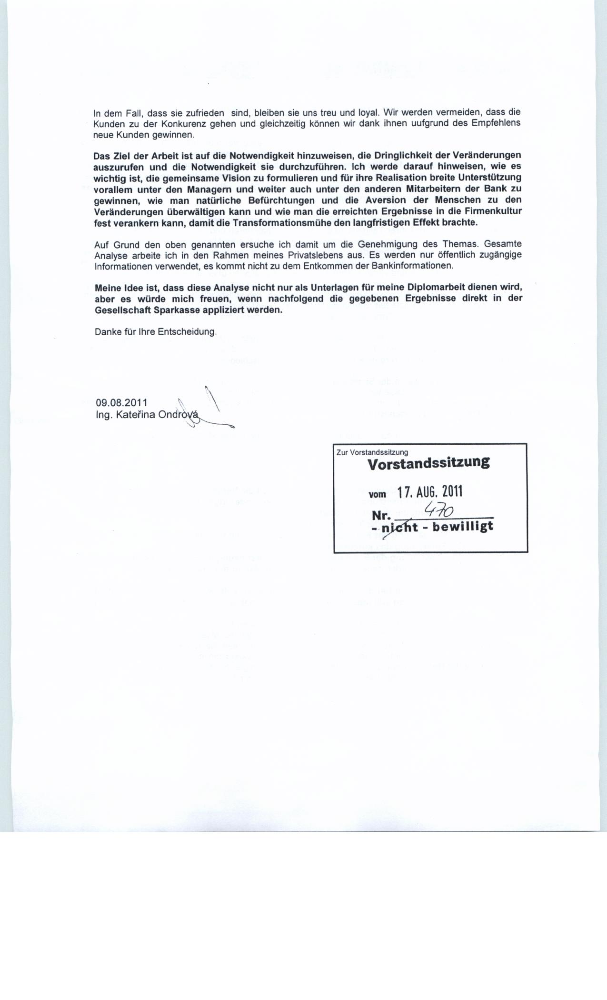 In dem Fall, dass sie zufrieden sind, bleiben sie uns treu und loyal. Wir werden vermeiden, dass die
Kunden zu der Konkurenz gehen und gleichzeitig können wir dank ihnen uufgrund des Empfehlens
neue Kunden gewinnen.
Das Ziel der Arbeit ist auf die Notwendigkeit hinzuweisen, die Dringlichkeit der Veränderungen
auszurufen und die Notwendigkeit sie durchzuführen. Ich werde darauf hinweisen, wie es
wichtig ist, die gemeinsame Vision zu formulieren und für ihre Realisation breite Unterstützung
vorallem unter den Managern und weiter auch unter den anderen Mitarbeitern der Bank zu
gewinnen, wie man natürliche Befürchtungen und die Aversion der Menschen zu den
Veränderungen überwältigen kann und wie man die erreichten Ergebnisse in die Firmenkultur
fest verankern kann, damit die Transformationsmühe den langfristigen Effekt brachte.
Auf Grund den oben genannten ersuche ich damit um die Genehmigung des Themas. Gesamte
Analyse arbeite ich in den Rahmen meines Privatslebens aus. Es werden nur öffentlich zugängige
Informationen verwendet, es kommt nicht zu dem Entkommen der Bankinformationen.
Meine Idee ist, dass diese Analyse nicht nur als Unterlagen für meine Diplomarbeit dienen wird,
aber es würde mich freuen, wenn nachfolgend die gegebenen Ergebnisse direkt in der
Gesellschaft Sparkasse appliziert werden.
Danke für Ihre Entscheidung.
09.08.2011
Ing. Kateřina Ondrová
Zur Vorstandssitzung
Vorstandssitzung
vom 17. AUG. 2011
Nr. 470
- nicht - bewilligt